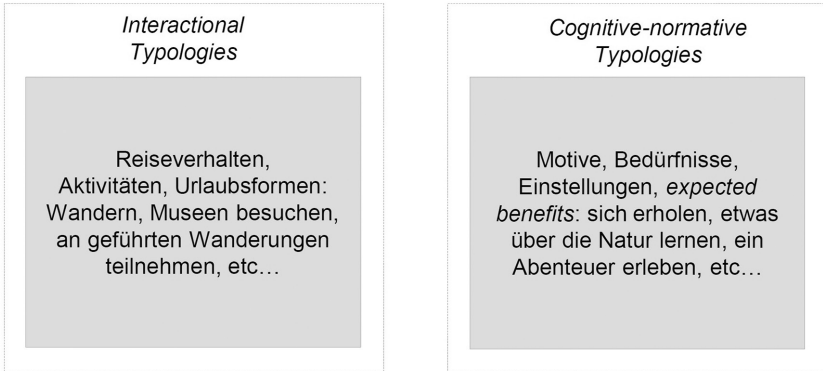 Interactional
Typologies
Reiseverhalten,
Aktivitäten, Urlaubsformen:
Wandern, Museen besuchen,
an geführten Wanderungen
teilnehmen, etc…
Cognitive-normative
Typologies
Motive, Bedürfnisse,
Einstellungen, expected
benefits: sich erholen, etwas
über die Natur lernen, ein
Abenteuer erleben, etc…